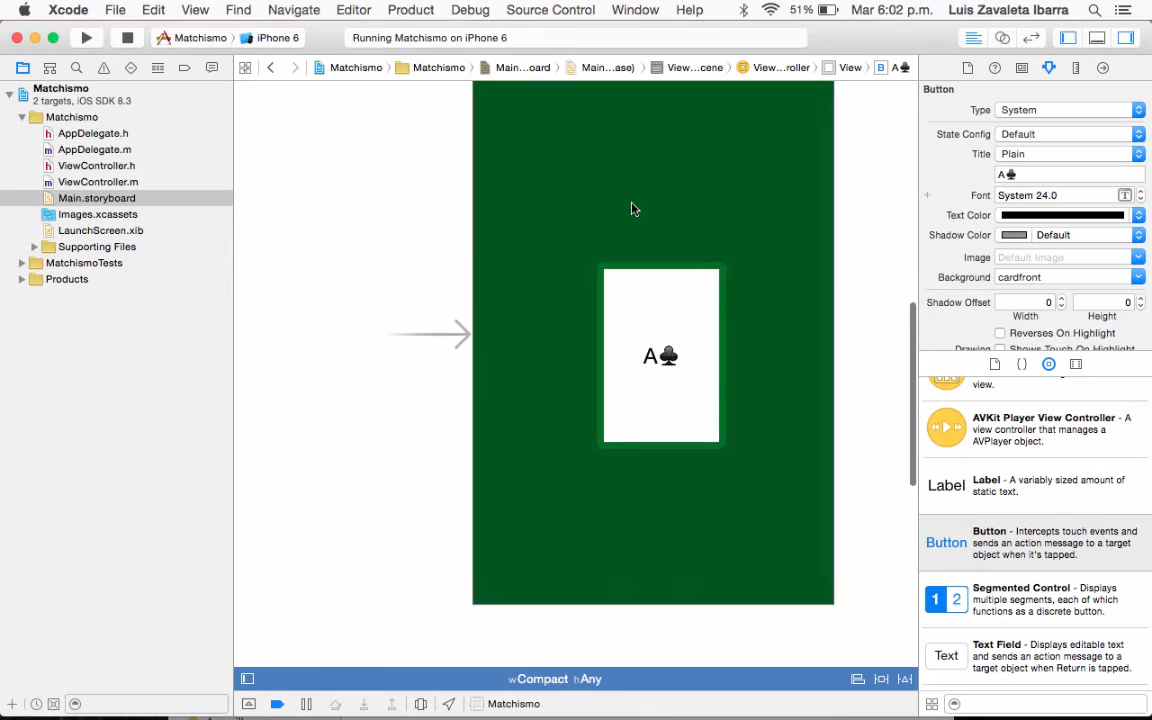 Xcode File Edit View Find Navigate Editor Product Debug Source Control Window Help 51% Mar 6:02 p.m. Luis Zavaleta Ibarra
Matchismo iPhone 6 Running Matchismo on iPhone 6
Matchismo Matchismo Main...oard Main...ase) View...cene View...roller View B A♣
Matchismo
2 targets, iOS SDK 8.3
Matchismo
h AppDelegate.h
m AppDelegate.m
h ViewController.h
m ViewController.m
Main.storyboard
Images.xcassets
LaunchScreen.xib
Supporting Files
MatchismoTests
Products
A♣
wCompact hAny
Matchismo
Button
Type System
State Config Default
Title Plain
A♣
Font System 24.0 T
Text Color
Shadow Color Default
Image Default Image
Background cardfront
Shadow Offset 0 0
Width Height
Reverses On Highlight
Drawing Shows Touch On Highlight
view.
AVKit Player View Controller - A
view controller that manages a
AVPlayer object.
Label Label - A variably sized amount of
static text.
Button Button - Intercepts touch events and
sends an action message to a target
object when it's tapped.
1 2 Segmented Control - Displays
multiple segments, each of which
functions as a discrete button.
Text Text Field - Displays editable text
and sends an action message to a
target object when Return is tapped.